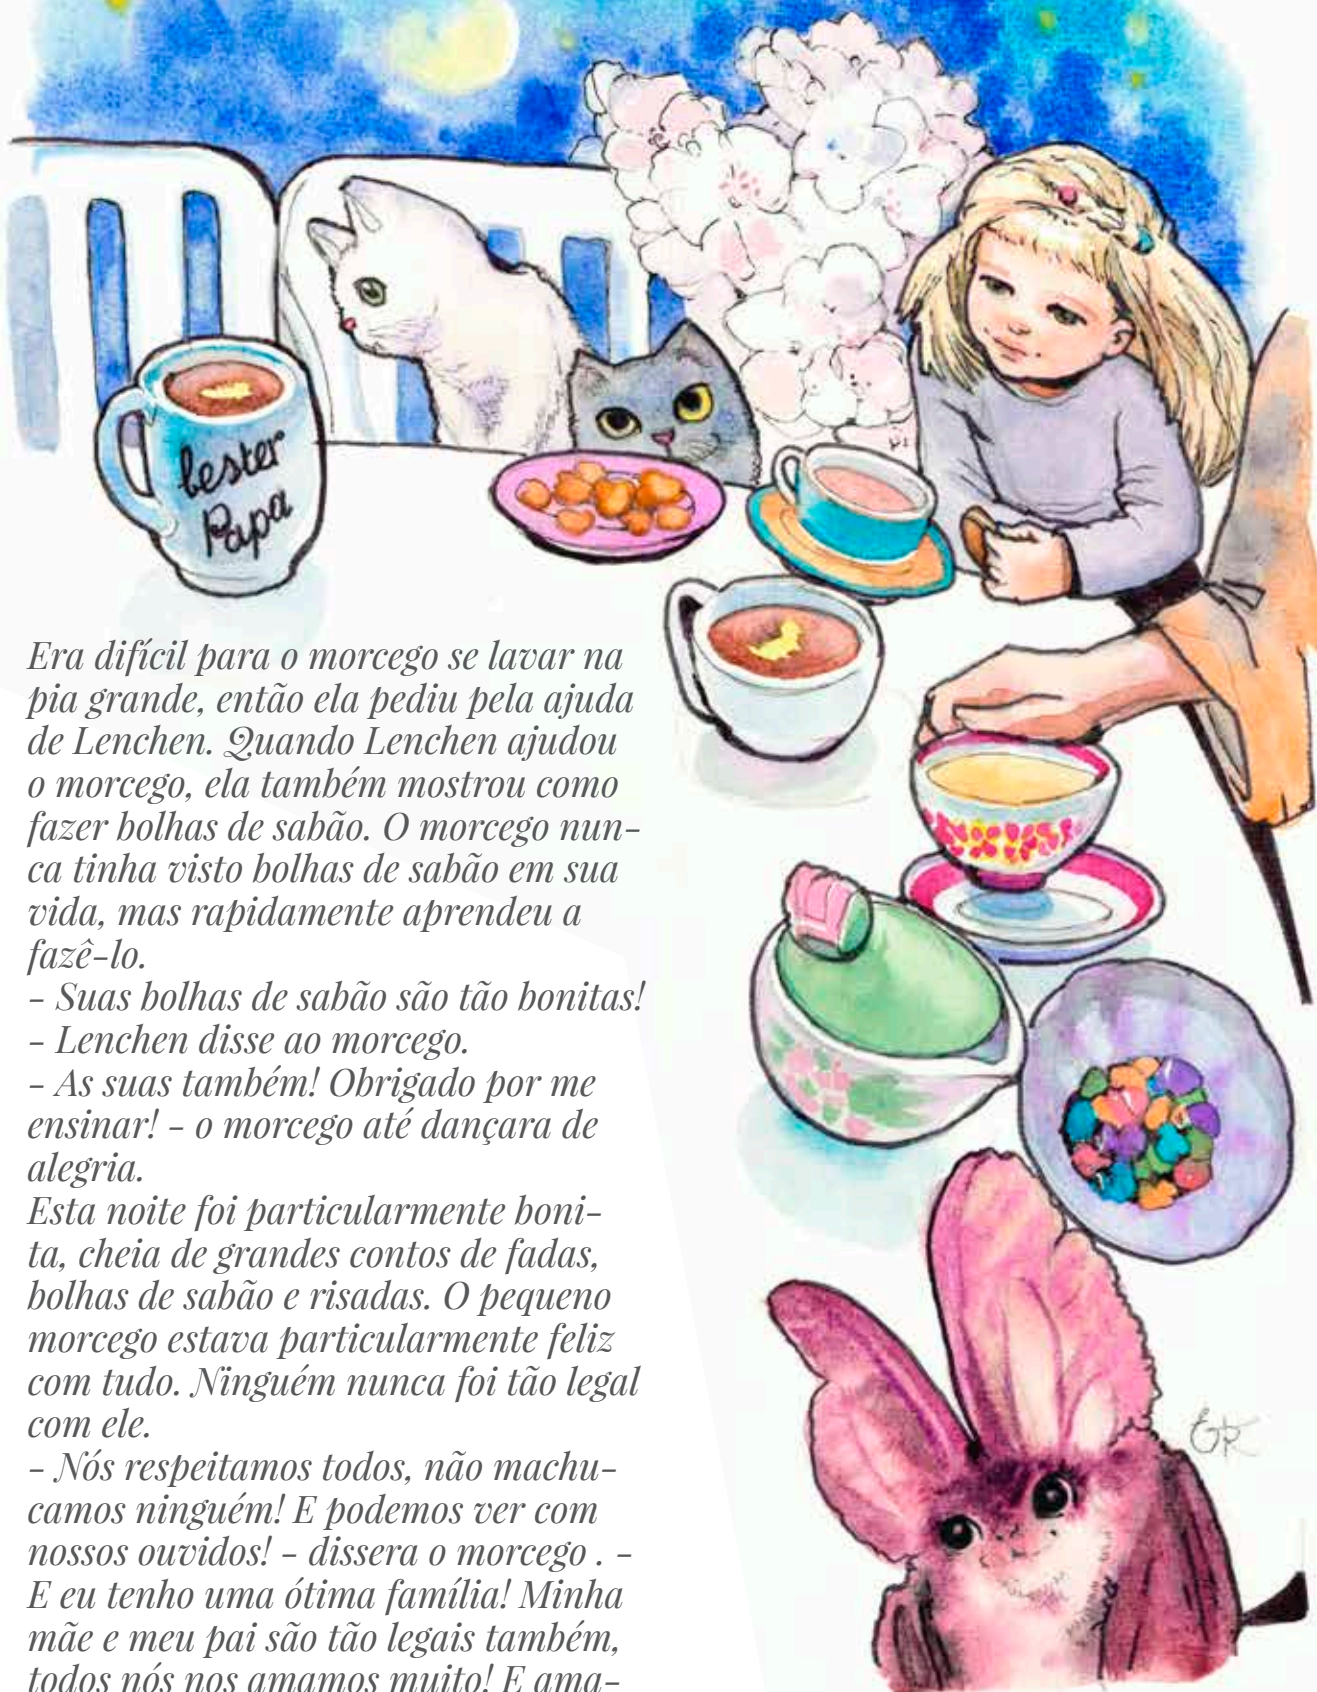 bester
Papa
Era difícil para o morcego se lavar na
pia grande, então ela pediu pela ajuda
de Lenchen. Quando Lenchen ajudou
o morcego, ela também mostrou como
fazer bolhas de sabão. O morcego nun-
ca tinha visto bolhas de sabão em sua
vida, mas rapidamente aprendeu a
fazê-lo.
- Suas bolhas de sabão são tão bonitas!
- Lenchen disse ao morcego.
- As suas também! Obrigado por me
ensinar! - o morcego até dançara de
alegria.
Esta noite foi particularmente boni-
ta, cheia de grandes contos de fadas,
bolhas de sabão e risadas. O pequeno
morcego estava particularmente feliz
com tudo. Ninguém nunca foi tão legal
com ele.
- Nós respeitamos todos, não machu-
camos ninguém! E podemos ver com
nossos ouvidos! - dissera o morcego . -
E eu tenho uma ótima família! Minha
mãe e meu pai são tão legais também,
todos nós nos amamos muito! E ama-